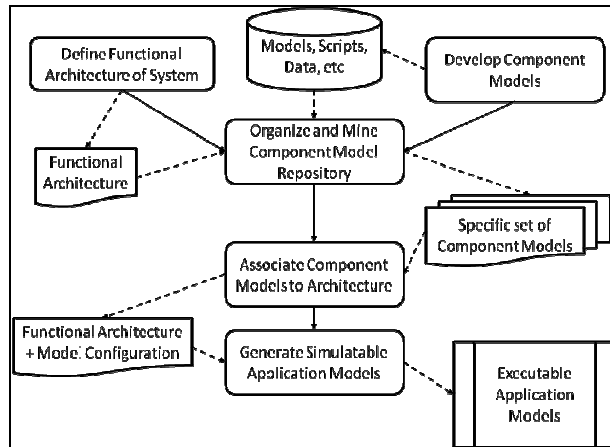 Define Functional
Architecture of System
Models, Scripts,
Data, etc
Develop Component
Models
Organize and Mine
Component Model
Repository
Functional
Architecture
Specific set of
Component Models
Associate Component
Models to Architecture
Functional Architecture
+ Model Configuration
Generate Simulatable
Application Models
Executable
Application
Models